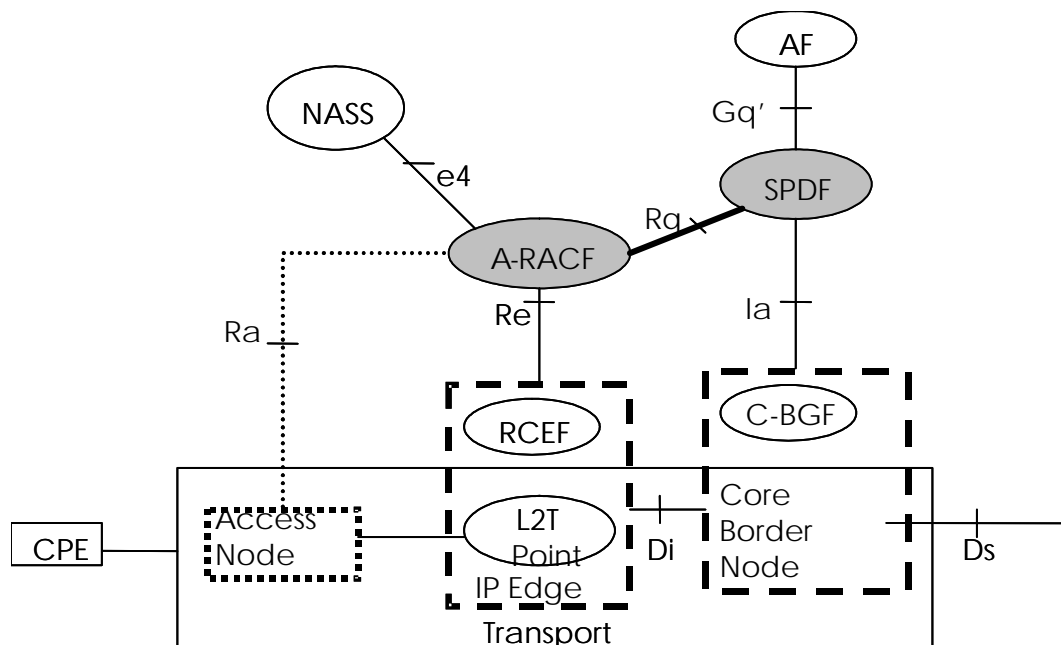 AF
NASS
Gq’
e4
SPDF
Rq
A-RACF
Ia
Re
Ra
C-BGF
RCEF
Access
Node
L2T
Point
IP Edge
Core
Border
Node
CPE
Di
Ds
Transport